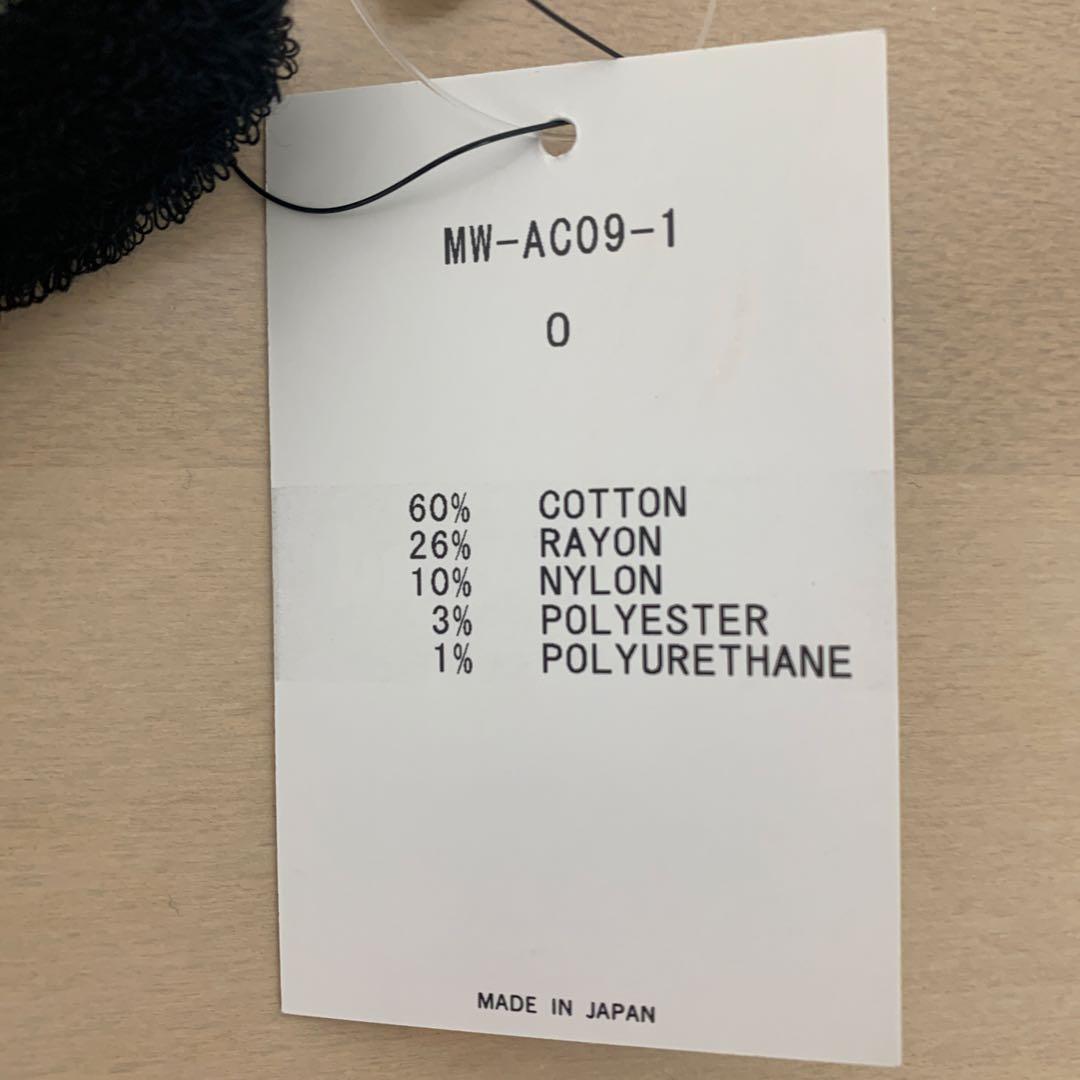 MW-AC09-1
0
60% COTTON
26% RAYON
10% NYLON
3% POLYESTER
1% POLYURETHANE
MADE IN JAPAN